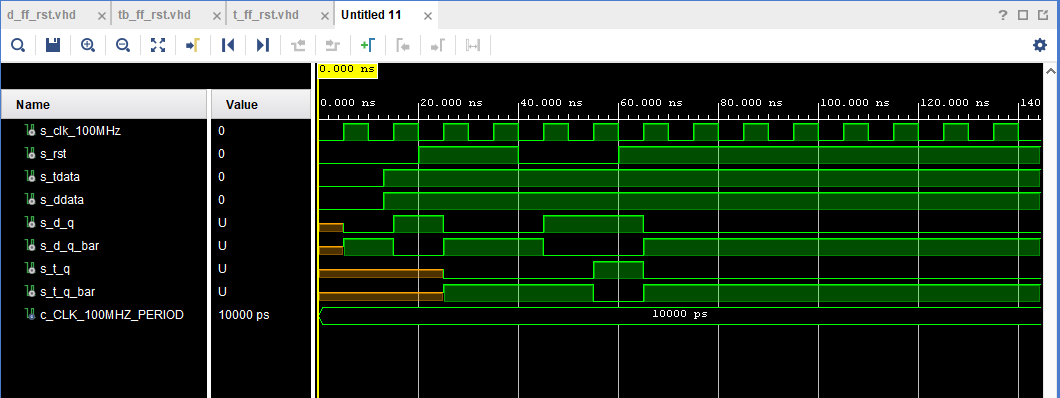 d_ff_rst.vhd × tb_ff_rst.vhd × t_ff_rst.vhd × Untitled 11 ×
?
0.000 ns
Name Value
0.000 ns 20.000 ns 40.000 ns 60.000 ns 80.000 ns 100.000 ns 120.000 ns 140
s_clk_100MHz 0
s_rst 0
s_tdata 0
s_ddata 0
s_d_q U
s_d_q_bar U
s_t_q U
s_t_q_bar U
c_CLK_100MHZ_PERIOD 10000 ps 10000 ps